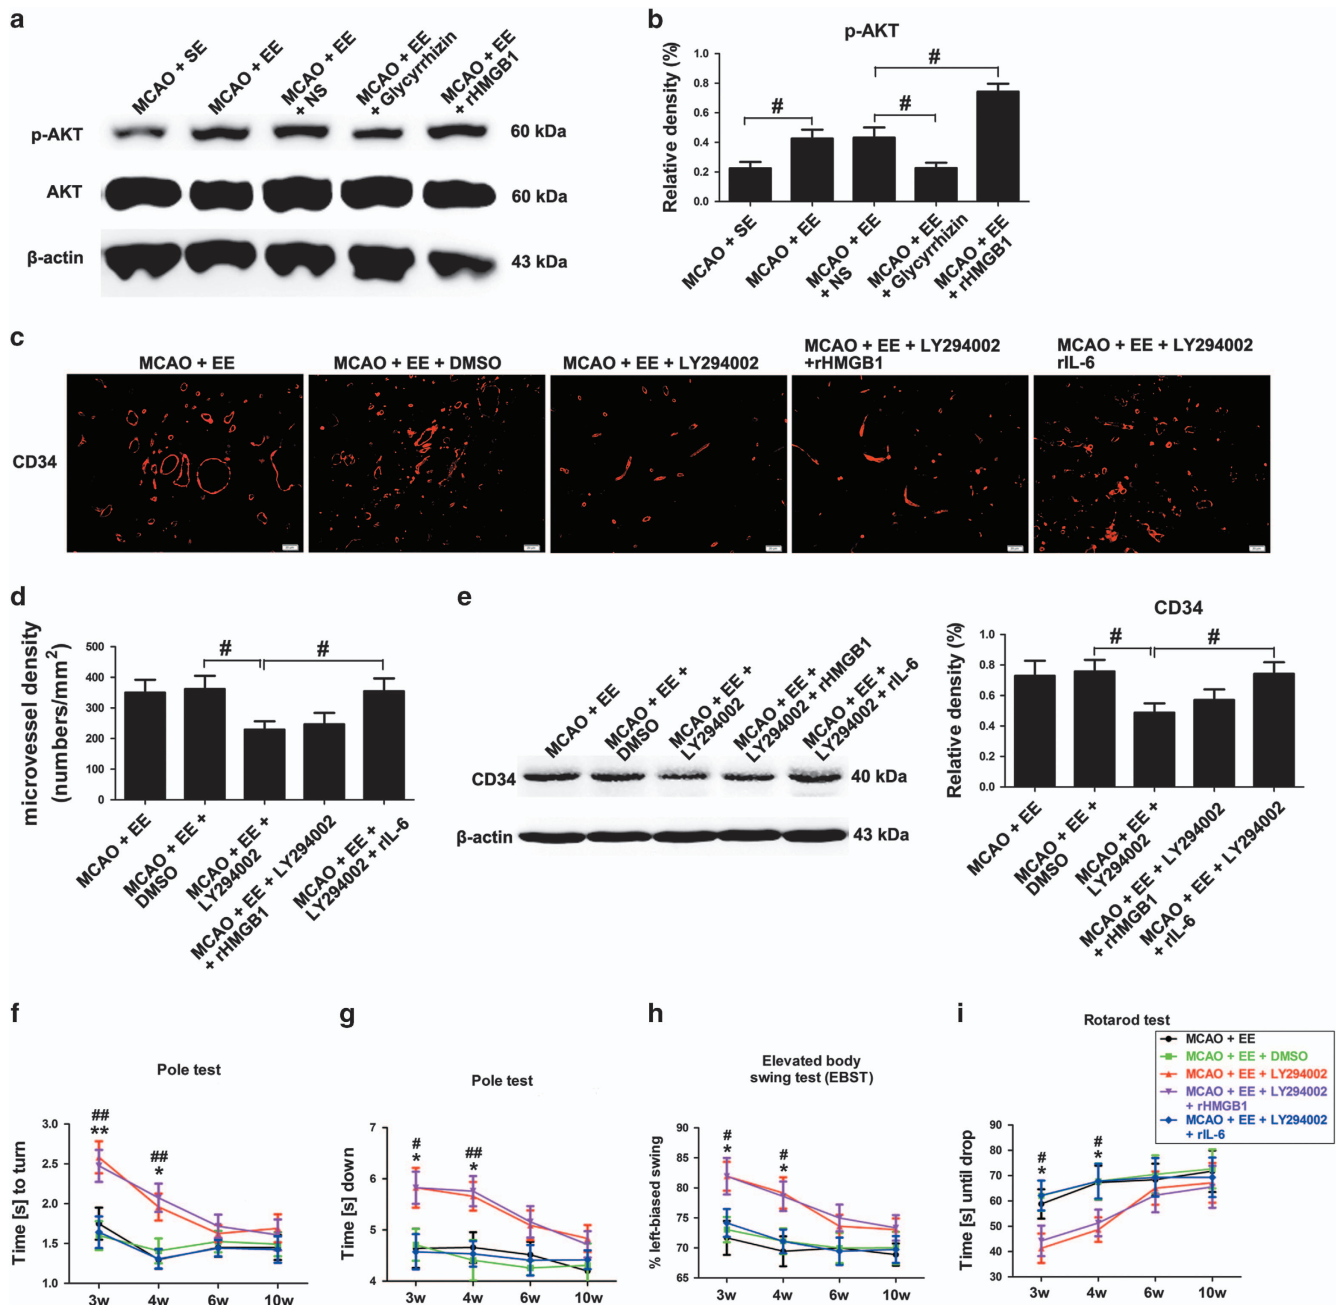 a
MCAO + SE
MCAO + EE
MCAO + EE
+ NS
MCAO + EE
+ Glycyrrhizin
MCAO + EE
+ rHMGB1
p-AKT
60 kDa
AKT
60 kDa
β-actin
43 kDa
b
p-AKT
Relative density (%)
1.0
0.8
0.6
0.4
0.2
0.0
#
#
#
MCAO + SE
MCAO + EE
MCAO + EE
+ NS
MCAO + EE
+ Glycyrrhizin
MCAO + EE
+ rHMGB1
c
MCAO + EE
MCAO + EE + DMSO
MCAO + EE + LY294002
MCAO + EE + LY294002
+rHMGB1
MCAO + EE + LY294002
rIL-6
CD34
d
microvessel density
(numbers/mm²)
500
400
300
200
100
0
#
#
MCAO + EE
MCAO + EE +
DMSO
MCAO + EE +
LY294002
MCAO + EE + LY294002
+ rHMGB1
MCAO + EE +
LY294002 + rIL-6
e
MCAO + EE
MCAO + EE +
DMSO
MCAO + EE +
LY294002
MCAO + EE +
LY294002 + rHMGB1
MCAO + EE +
LY294002 + rIL-6
CD34
40 kDa
β-actin
43 kDa
CD34
Relative density (%)
1.0
0.8
0.6
0.4
0.2
0.0
#
#
MCAO + EE
MCAO + EE +
DMSO
MCAO + EE +
LY294002
MCAO + EE + LY294002
+ rHMGB1
MCAO + EE + LY294002
+ rIL-6
f
Pole test
Time [s] to turn
3.0
2.5
2.0
1.5
1.0
##
**
##
*
3w
4w
6w
10w
g
Pole test
Time [s] down
7
6
5
4
#
*
##
*
3w
4w
6w
10w
h
Elevated body
swing test (EBST)
% left-biased swing
90
85
80
75
70
65
#
*
#
*
3w
4w
6w
10w
i
Rotarod test
MCAO + EE
MCAO + EE + DMSO
MCAO + EE + LY294002
MCAO + EE + LY294002
+ rHMGB1
MCAO + EE + LY294002
+ rIL-6
Time [s] until drop
90
80
70
60
50
40
30
#
*
#
*
3w
4w
6w
10w